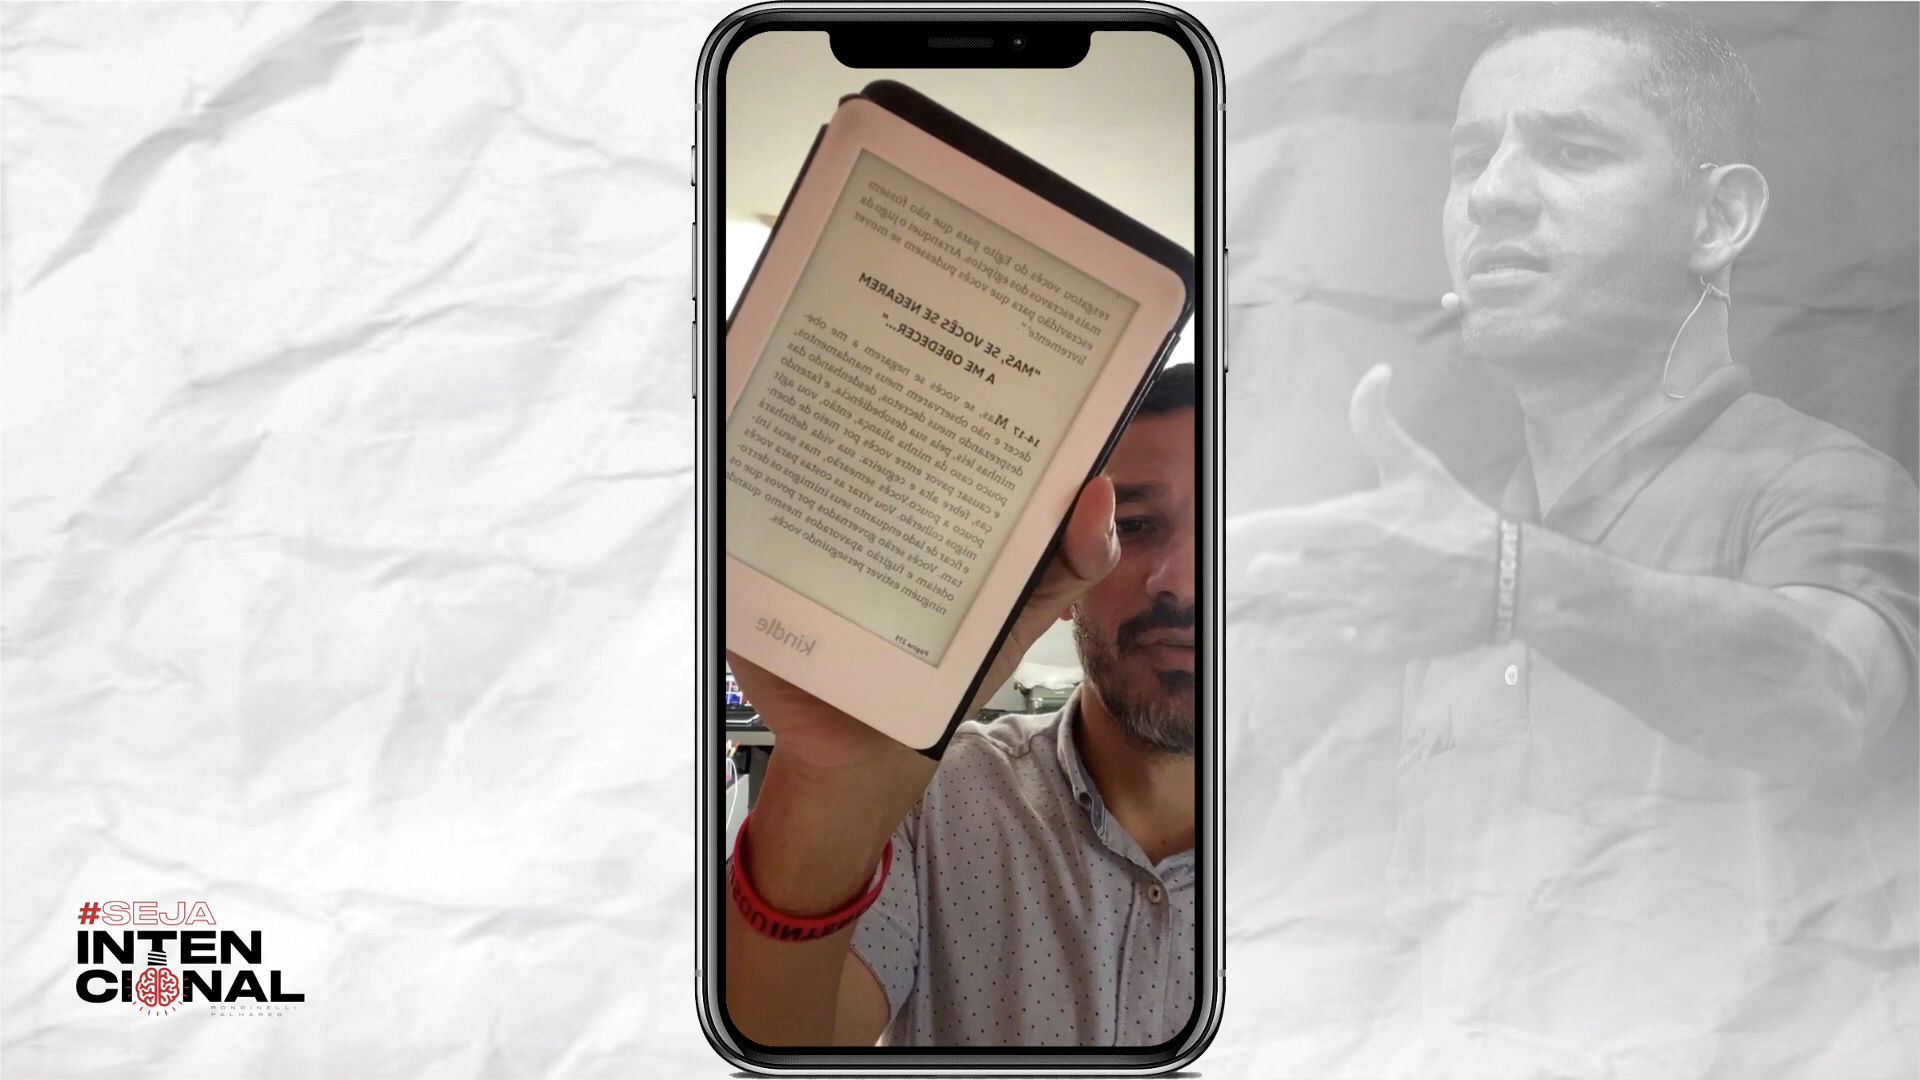 resgatou vocês do Egito para que não fossem
mais escravos dos egípcios. Arranquei o jugo da
escravidão para que vocês pudessem se mover
livremente’.”
“MAS, SE VOCÊS SE NEGAREM
A ME OBEDECER...”
14-17 Mas, se vocês se negarem a me obe-
decer e não observarem meus mandamentos,
desprezando meus decretos, desdenhando das
minhas leis, pela sua desobediência, e fazendo
pouco caso da minha aliança, então, vou agir
e causar pavor entre vocês por meio de doen-
ças, febre alta e cegueira: sua vida definhará
pouco a pouco. Vocês semearão, mas seus ini-
migos colherão. Vou virar as costas para vocês
e ficar de lado enquanto seus inimigos os derro-
tam. Vocês serão governados por povos que os
odeiam e fugirão apavorados mesmo quando
ninguém estiver perseguindo vocês.
Página 275
kindle
#SEJA
INTEN
CIONAL
RONDINELLI
PALHARES